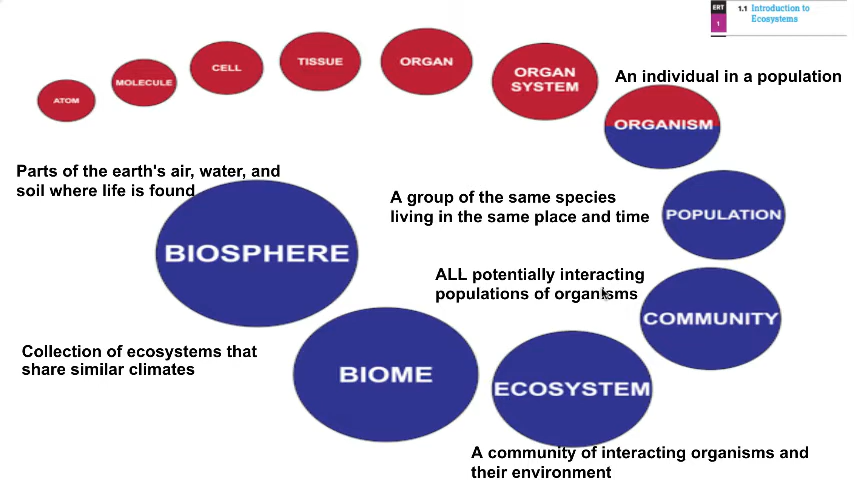 ERT
1
1.1 Introduction to
Ecosystems
ATOM
MOLECULE
CELL
TISSUE
ORGAN
ORGAN
SYSTEM
An individual in a population
ORGANISM
Parts of the earth's air, water, and
soil where life is found
BIOSPHERE
A group of the same species
living in the same place and time
POPULATION
ALL potentially interacting
populations of organisms
COMMUNITY
Collection of ecosystems that
share similar climates
BIOME
ECOSYSTEM
A community of interacting organisms and
their environment